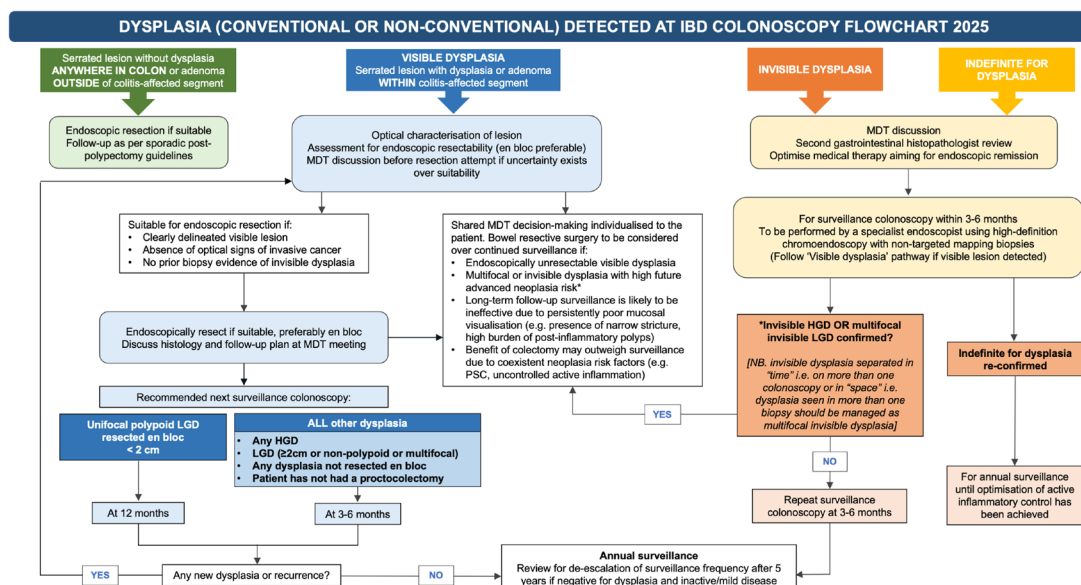 DYSPLASIA (CONVENTIONAL OR NON-CONVENTIONAL) DETECTED AT IBD COLONOSCOPY FLOWCHART 2025
Serrated lesion without dysplasia
ANYWHERE IN COLON or adenoma
OUTSIDE of colitis-affected segment
VISIBLE DYSPLASIA
Serrated lesion with dysplasia or adenoma
WITHIN colitis-affected segment
INVISIBLE DYSPLASIA
INDEFINITE FOR
DYSPLASIA
Endoscopic resection if suitable
Follow-up as per sporadic post-
polypectomy guidelines
Optical characterisation of lesion
Assessment for endoscopic resectability (en bloc preferable)
MDT discussion before resection attempt if uncertainty exists
over suitability
MDT discussion
Second gastrointestinal histopathologist review
Optimise medical therapy aiming for endoscopic remission
Suitable for endoscopic resection if:
• Clearly delineated visible lesion
• Absence of optical signs of invasive cancer
• No prior biopsy evidence of invisible dysplasia
Shared MDT decision-making individualised to the
patient. Bowel resective surgery to be considered
over continued surveillance if:
• Endoscopically unresectable visible dysplasia
• Multifocal or invisible dysplasia with high future
advanced neoplasia risk*
• Long-term follow-up surveillance is likely to be
ineffective due to persistently poor mucosal
visualisation (e.g. presence of narrow stricture,
high burden of post-inflammatory polyps)
• Benefit of colectomy may outweigh surveillance
due to coexistent neoplasia risk factors (e.g.
PSC, uncontrolled active inflammation)
For surveillance colonoscopy within 3-6 months
To be performed by a specialist endoscopist using high-definition
chromoendoscopy with non-targeted mapping biopsies
(Follow 'Visible dysplasia' pathway if visible lesion detected)
Endoscopically resect if suitable, preferably en bloc
Discuss histology and follow-up plan at MDT meeting
*Invisible HGD OR multifocal
invisible LGD confirmed?
[NB. invisible dysplasia separated in
"time" i.e. on more than one
colonoscopy or in "space" i.e.
dysplasia seen in more than one
biopsy should be managed as
multifocal invisible dysplasia]
Indefinite for dysplasia
re-confirmed
Recommended next surveillance colonoscopy:
YES
Unifocal polypoid LGD
resected en bloc
< 2 cm
ALL other dysplasia
• Any HGD
• LGD (≥2cm or non-polypoid or multifocal)
• Any dysplasia not resected en bloc
• Patient has not had a proctocolectomy
NO
At 12 months
At 3-6 months
Repeat surveillance
colonoscopy at 3-6 months
For annual surveillance
until optimisation of active
inflammatory control has
been achieved
YES
Any new dysplasia or recurrence?
NO
Annual surveillance
Review for de-escalation of surveillance frequency after 5
years if negative for dysplasia and inactive/mild disease